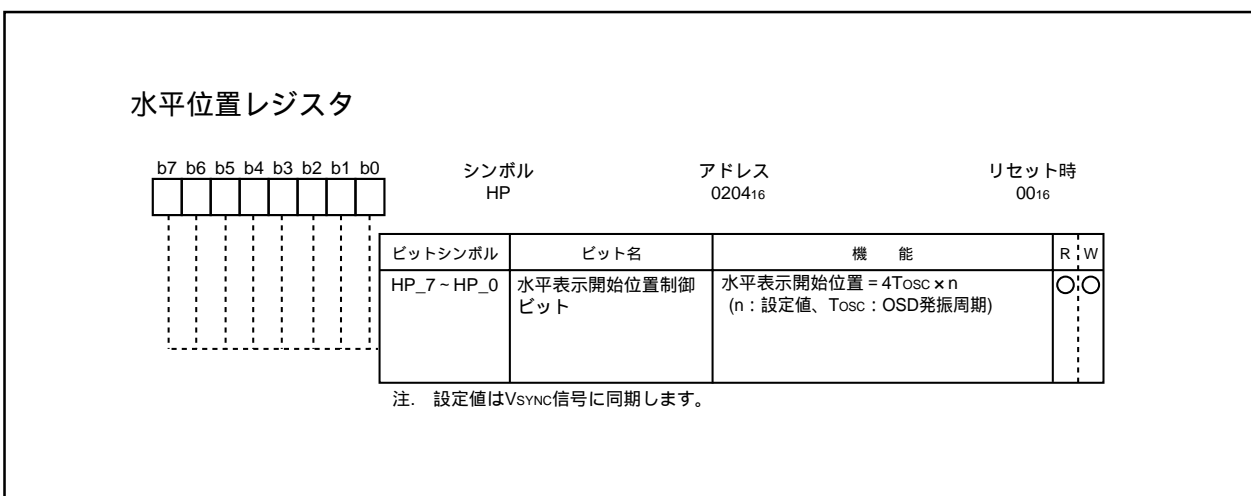 水平位置レジスタ
b7 b6 b5 b4 b3 b2 b1 b0
シンボル アドレス リセット時
HP 020416 0016
ビットシンボル ビット名 機 能 R W
HP_7~HP_0 水平表示開始位置制御 水平表示開始位置 = 4TOSC × n ○ ○
ビット (n:設定値、TOSC:OSD発振周期)
注. 設定値はVSYNC信号に同期します。